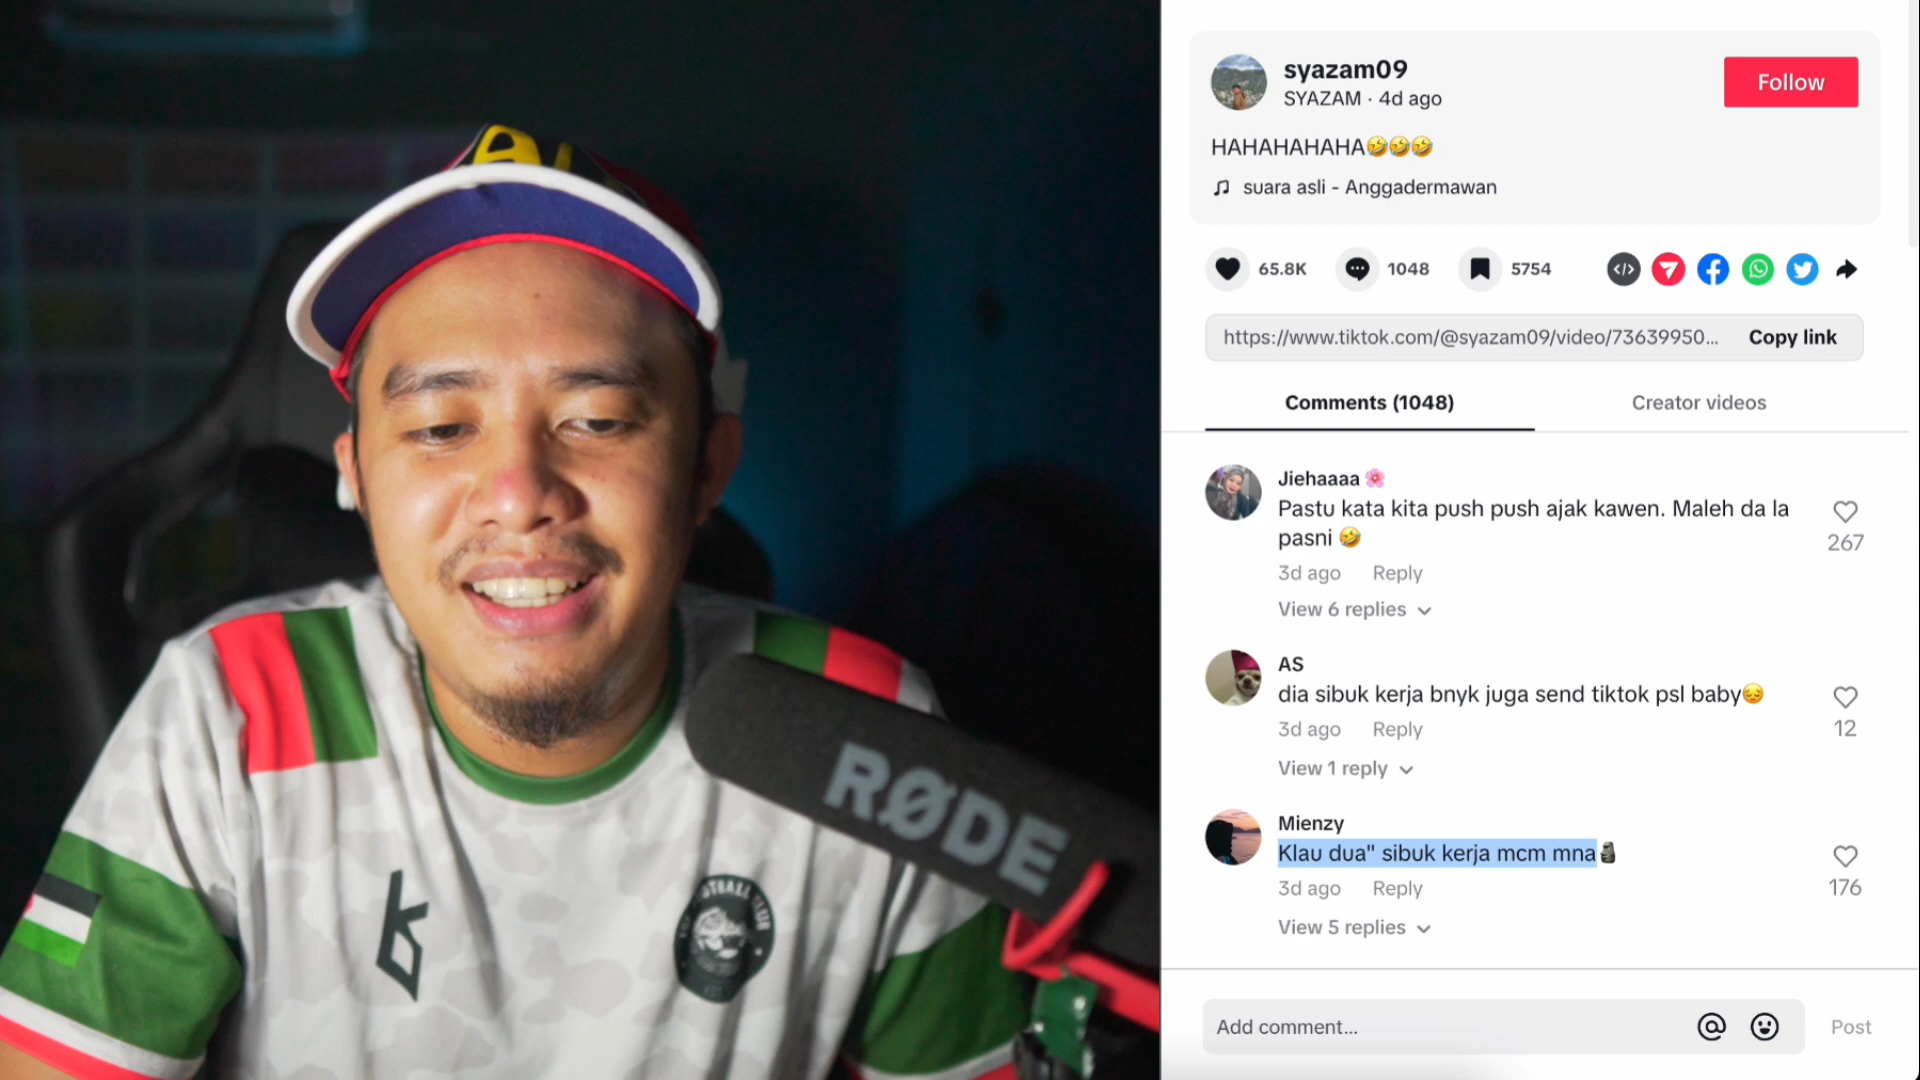 syazam09
SYAZAM · 4d ago
Follow
HAHAHAHAHA🤣🤣🤣
suara asli - Anggadermawan
65.8K
1048
5754
https://www.tiktok.com/@syazam09/video/73639950...
Copy link
Comments (1048)
Creator videos
Jiehaaaa 🌸
Pastu kata kita push push ajak kawen. Maleh da la
pasni 🤣
267
3d ago Reply
View 6 replies
AS
dia sibuk kerja bnyk juga send tiktok psl baby😔
12
3d ago Reply
View 1 reply
Mienzy
Klau dua" sibuk kerja mcm mna🗿
176
3d ago Reply
View 5 replies
Add comment...
Post
RØDE